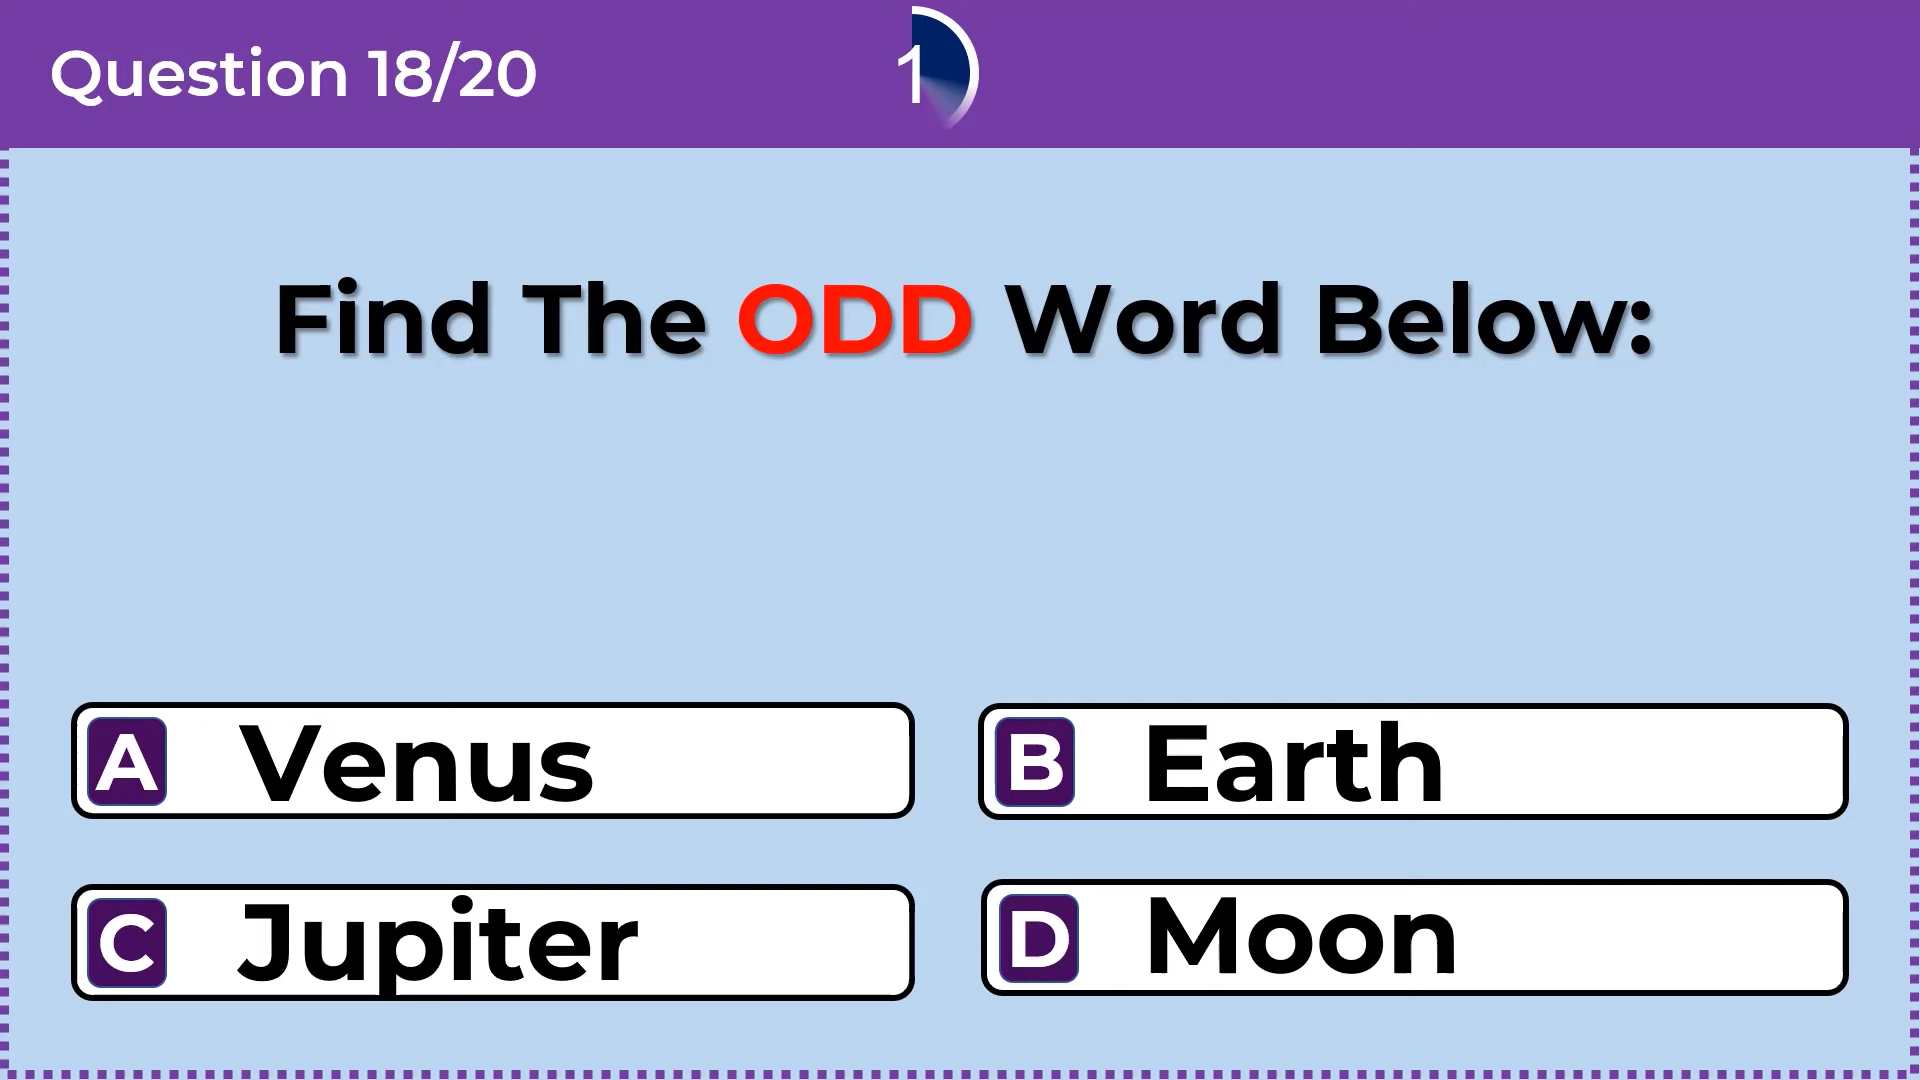 Question 18/20
1
Find The ODD Word Below:
A Venus
B Earth
C Jupiter
D Moon